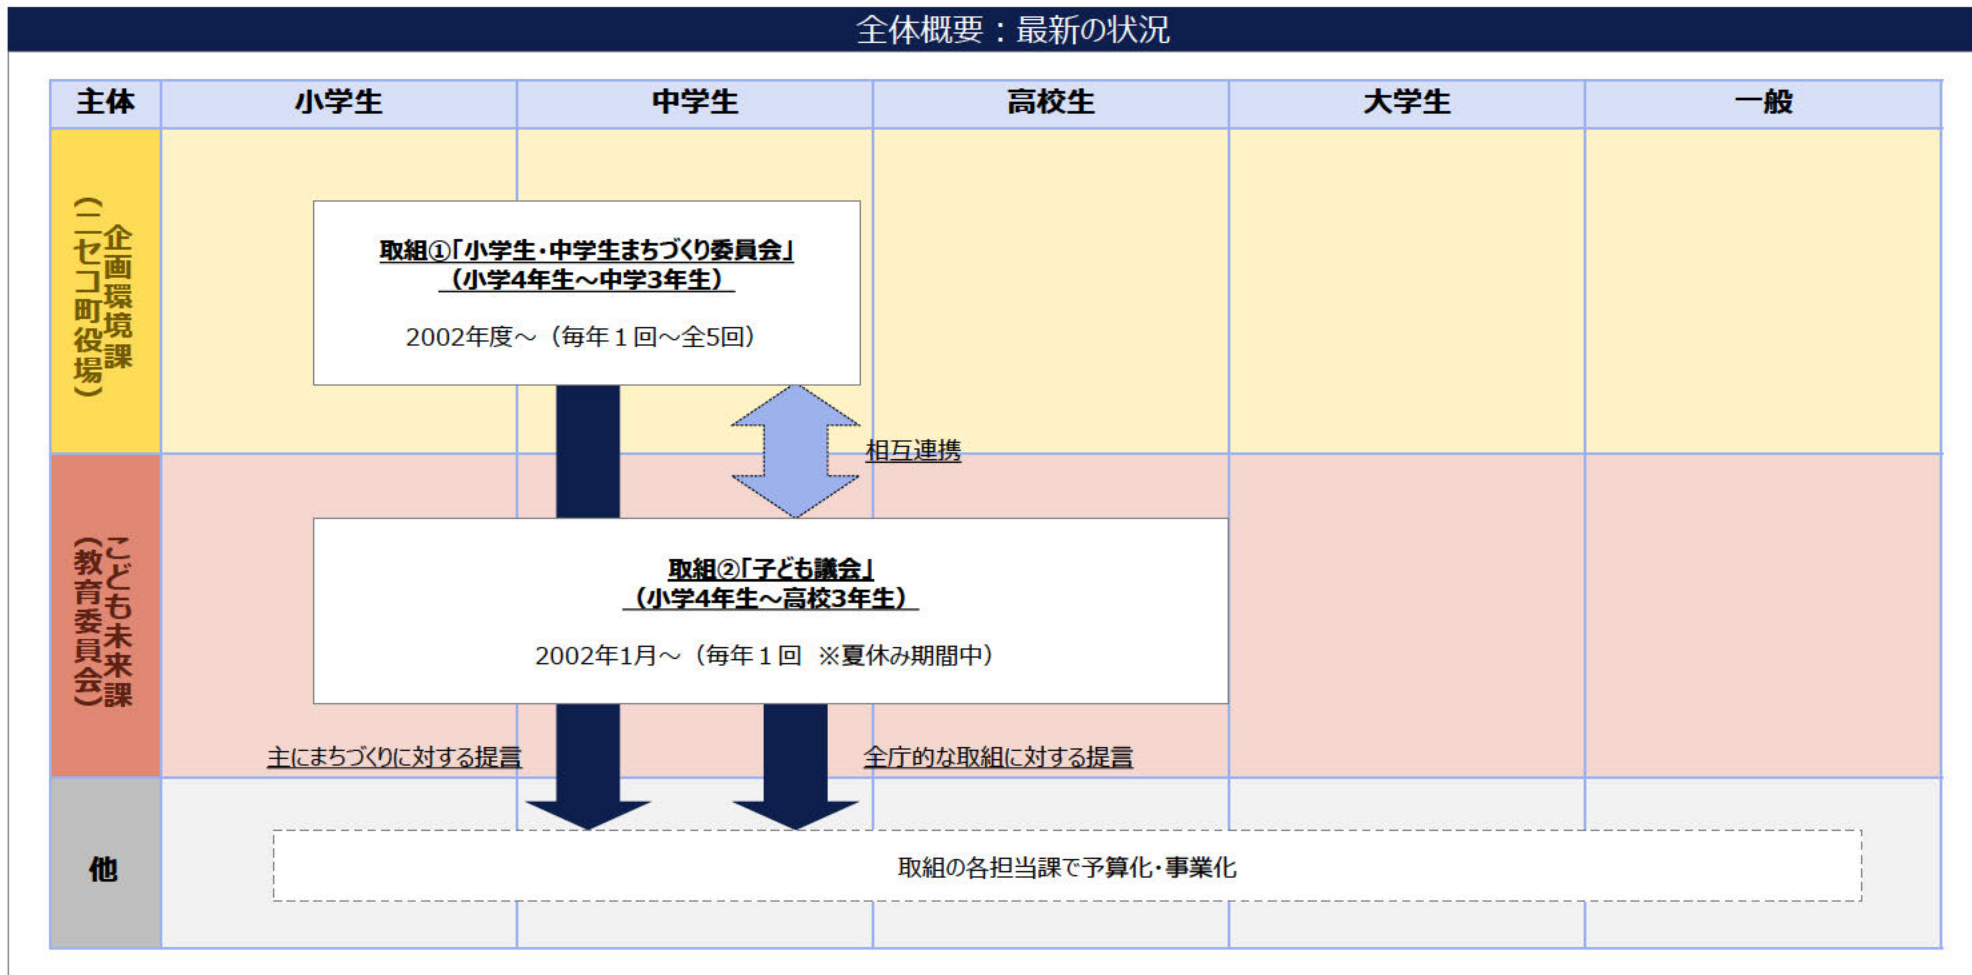 全体概要：最新の状況
主体
小学生
中学生
高校生
大学生
一般
企画環境課
（ニセコ町役場）
取組①「小学生・中学生まちづくり委員会」
（小学4年生～中学3年生）
2002年度～（毎年１回～全5回）
相互連携
こども未来課
（教育委員会）
取組②「子ども議会」
（小学4年生～高校3年生）
2002年1月～（毎年１回 ※夏休み期間中）
主にまちづくりに対する提言
全庁的な取組に対する提言
他
取組の各担当課で予算化・事業化